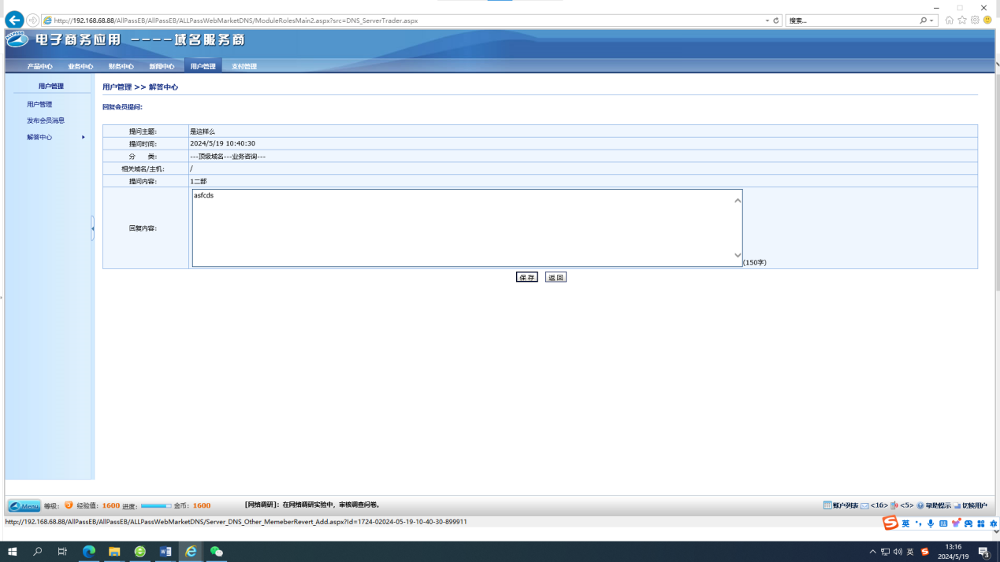 http://192.168.68.88/AllPassEB/AllPassEB/ALLPassWebMarketDNS/ModuleRolesMain2.aspx?src=DNS_ServerTrader.aspx
搜索...
ALLPASS 电子商务应用 ----域名服务商
产品中心 业务中心 财务中心 新闻中心 用户管理 支付管理
用户管理
用户管理
发布会员消息
解答中心
用户管理 >> 解答中心
回复会员提问:
提问主题: 是这样么
提问时间: 2024/5/19 10:40:30
分 类: ---顶级域名---业务咨询---
相关域名/主机: /
提问内容: 1二部
回复内容: asfcds
(150字)
保存 返回
Menu 等级: 3 经验值: 1600 进度: 金币: 1600 [网络调研]: 在网络调研实验中，审核调查问卷。 账户列表 <16> <5> 帮助提示 切换用户
http://192.168.68.88/AllPassEB/AllPassEB/ALLPassWebMarketDNS/Server_DNS_Other_MemeberRevert_Add.aspx?Id=1724-02024-05-19-10-40-30-899911
S 英
英 S 13:16
2024/5/19 3